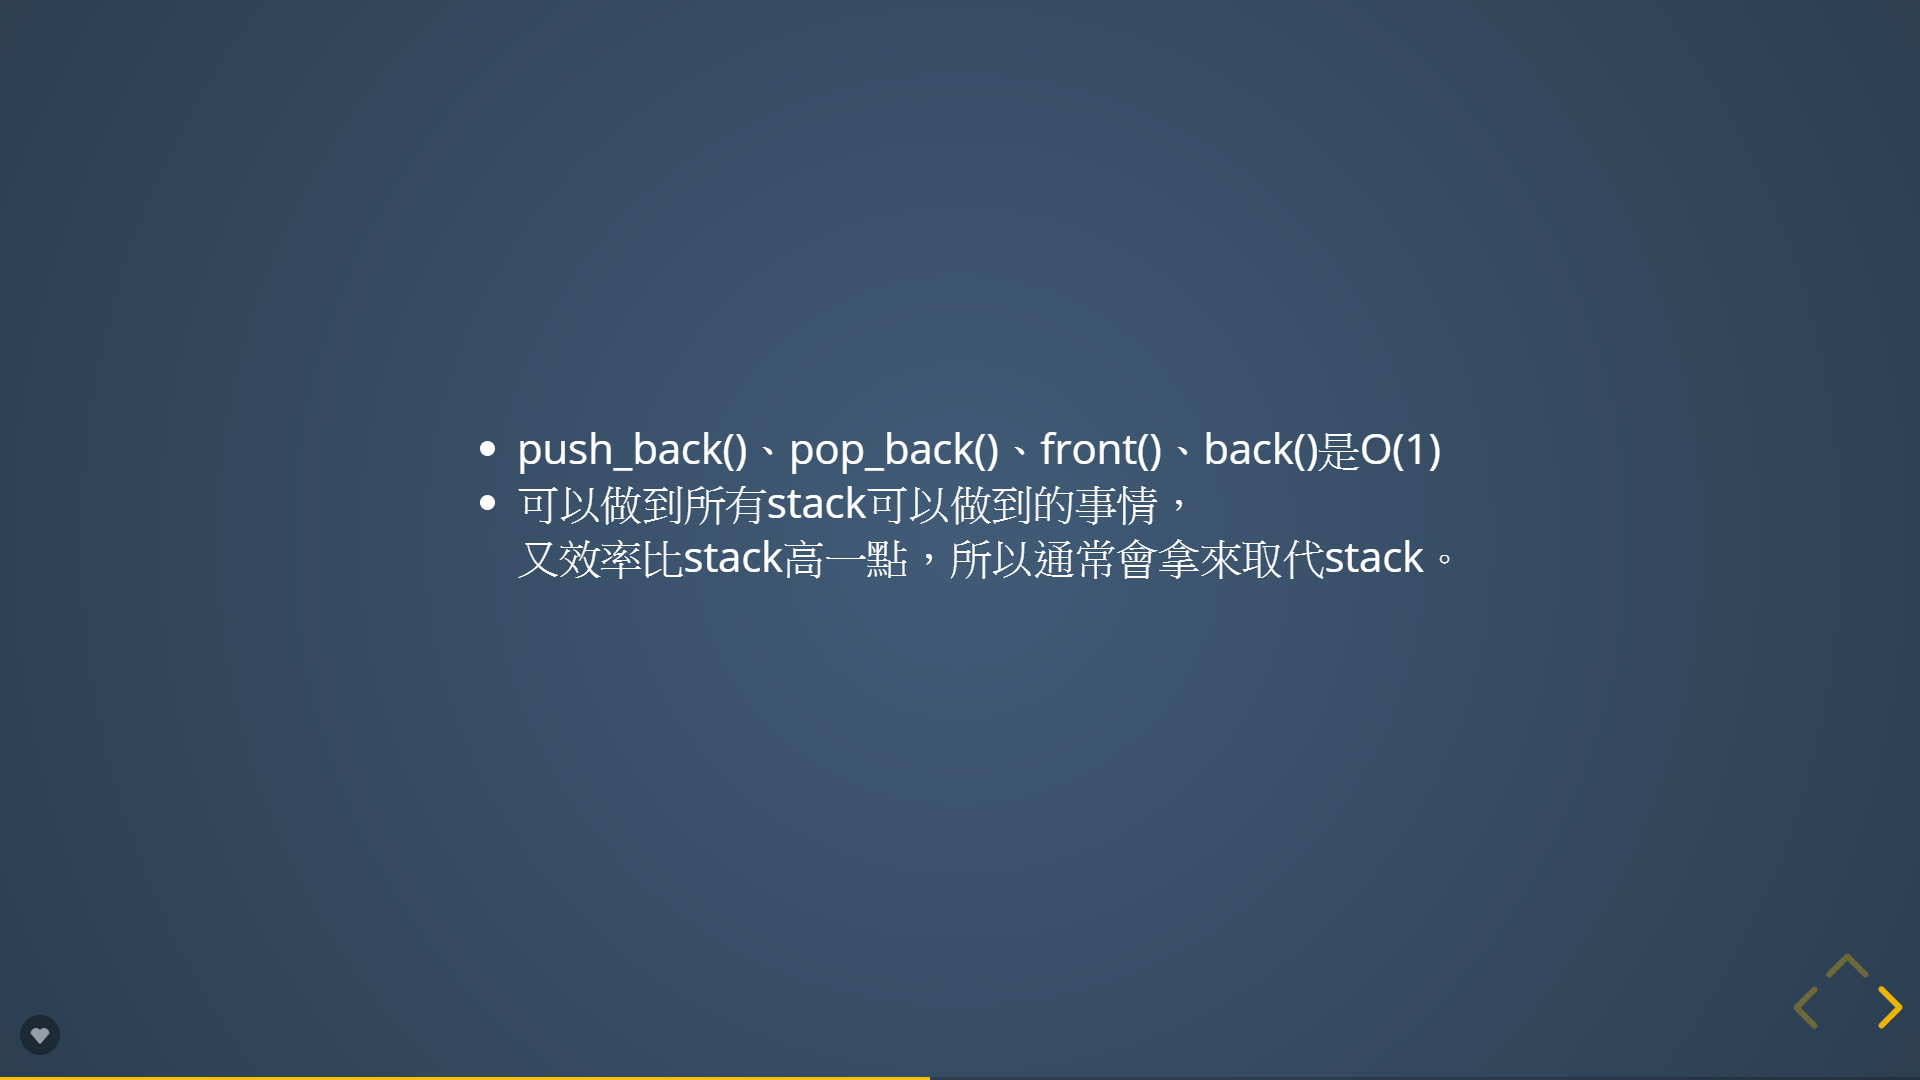 push_back()、pop_back()、front()、back()是O(1)
可以做到所有stack可以做到的事情，
又效率比stack高一點，所以通常會拿來取代stack。